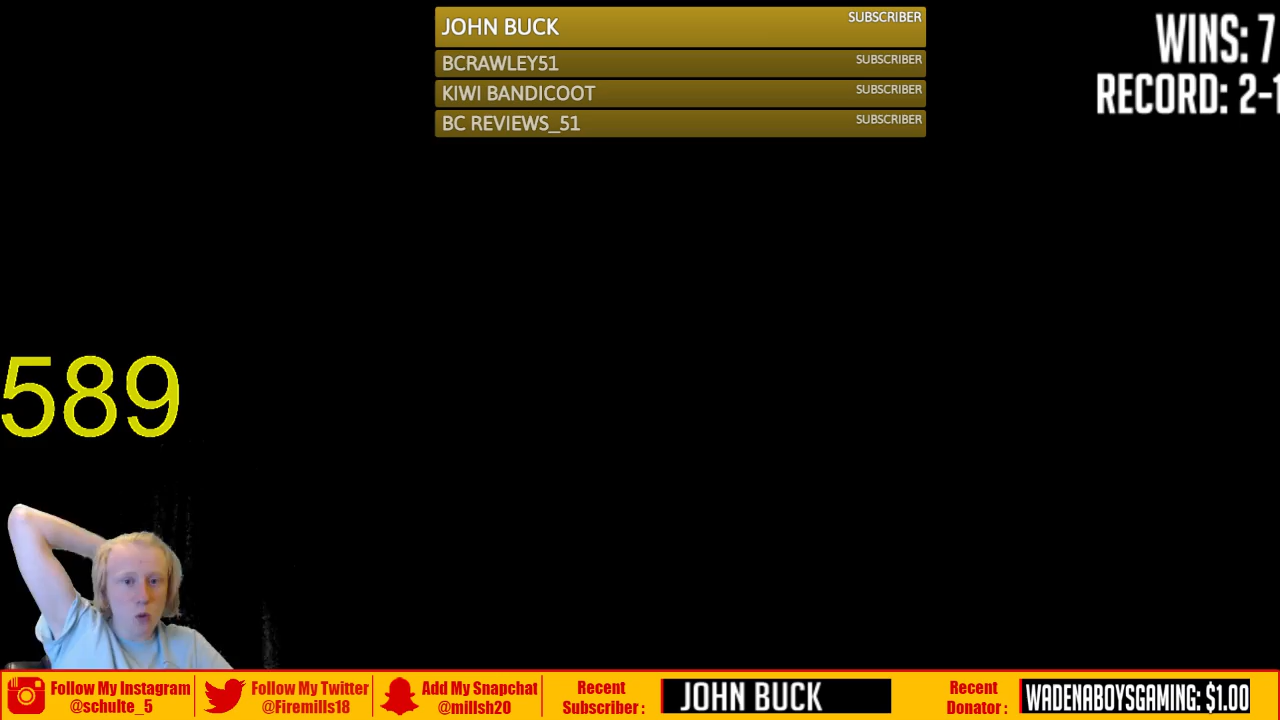 JOHN BUCK SUBSCRIBER
BCRAWLEY51 SUBSCRIBER
KIWI BANDICOOT SUBSCRIBER
BC REVIEWS_51 SUBSCRIBER
WINS: 7
RECORD: 2-1
589
Follow My Instagram
@schulte_5
Follow My Twitter
@Firemills18
Add My Snapchat
@millsh20
Recent
Subscriber :
JOHN BUCK
Recent
Donator :
WADENABOYSGAMING: $1.00